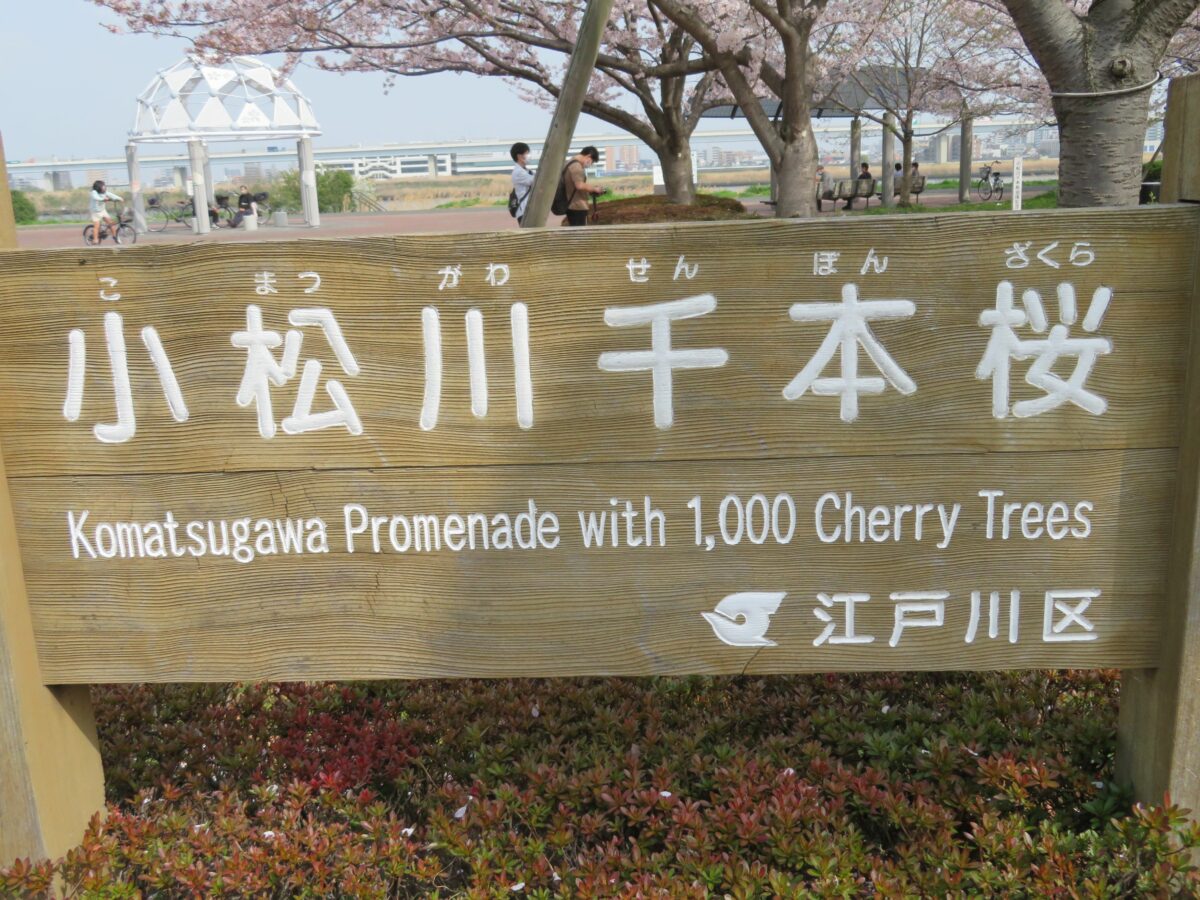 こ まつ がわ せん ぼん ざくら
小松川千本桜
Komatsugawa Promenade with 1,000 Cherry Trees
江戸川区